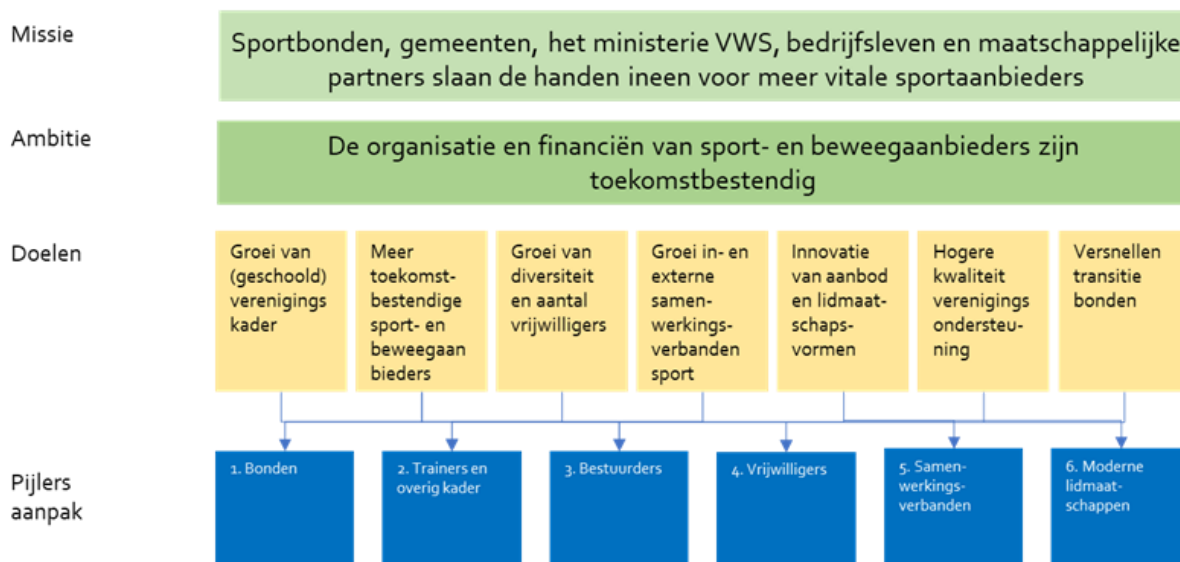 Missie
Sportbonden, gemeenten, het ministerie VWS, bedrijfsleven en maatschappelijke
partners slaan de handen ineen voor meer vitale sportaanbieders
Ambitie
De organisatie en financiën van sport- en beweegaanbieders zijn
toekomstbestendig
Doelen
Groei van
(geschoold)
verenigings
kader
Meer
toekomst-
bestendige
sport- en
beweegaan
bieders
Groei van
diversiteit
en aantal
vrijwilligers
Groei in- en
externe
samen-
werkings-
verbanden
sport
Innovatie
van aanbod
en lidmaat-
schaps-
vormen
Hogere
kwaliteit
verenigings
ondersteu-
ning
Versnellen
transitie
bonden
Pijlers
aanpak
1. Bonden
2. Trainers en
overig kader
3. Bestuurders
4. Vrijwilligers
5. Samen-
werkings-
verbanden
6. Moderne
lidmaat-
schappen